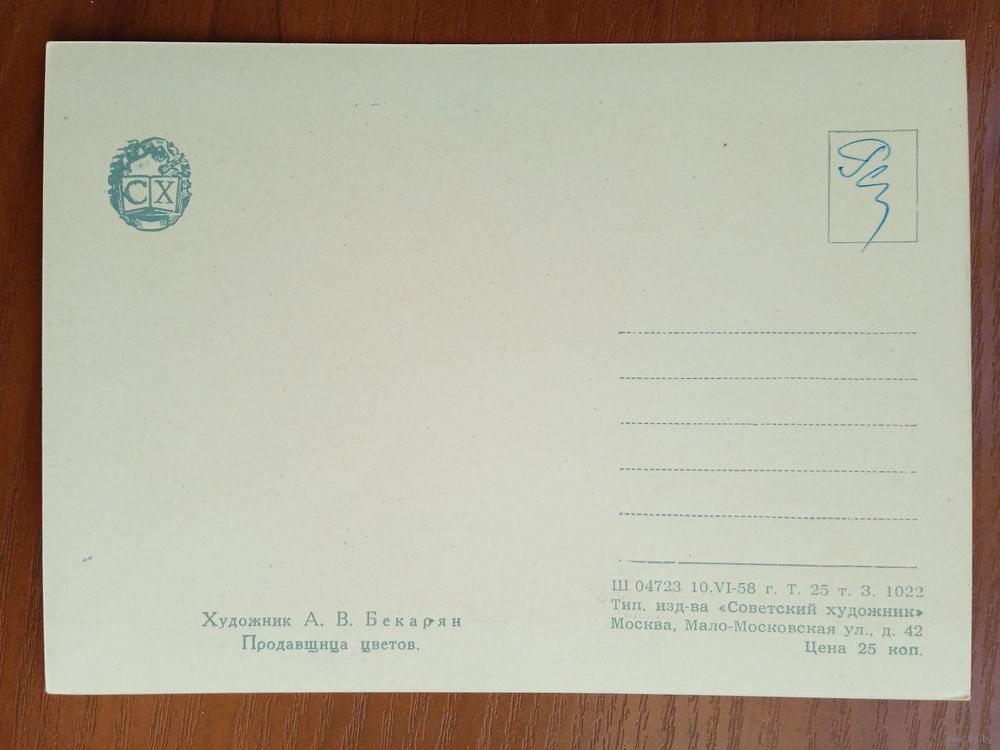 СХ
Художник А. В. Бекарян
Продавщица цветов.
Ш 04723 10.VI-58 г. Т. 25 т. З. 1022
Тип. изд-ва «Советский художник»
Москва, Мало-Московская ул., д. 42
Цена 25 коп.